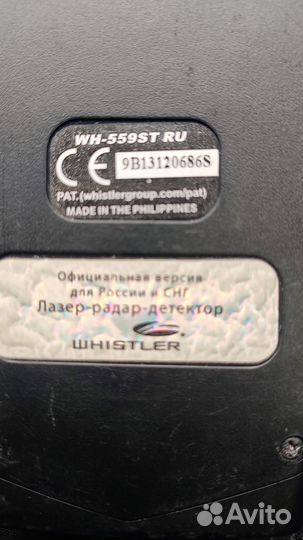 WH-559ST RU
CE 9B13120686S
PAT.(whistlergroup.com/pat)
MADE IN THE PHILIPPINES
Официальная версия
для России и СНГ
Лазер-радар-детектор
WHISTLER
Avito